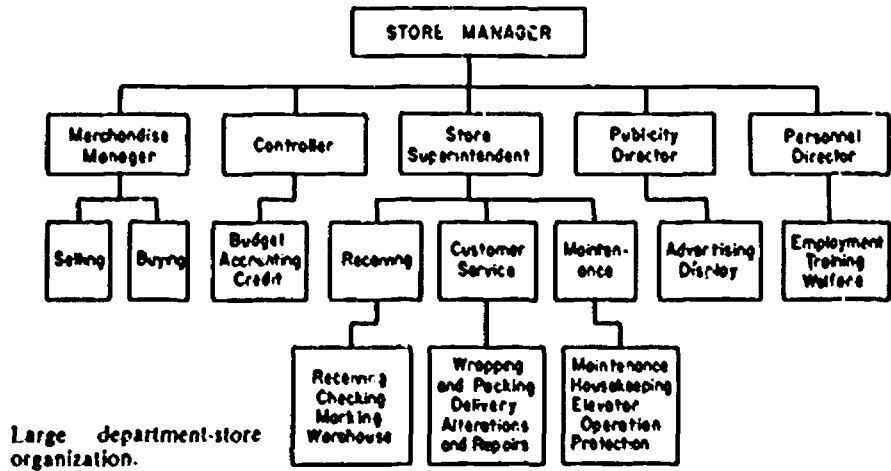 STORE MANAGER
Merchandise
Manager
Controller
Store
Superintendent
Publicity
Director
Personnel
Director
Selling
Buying
Budget
Accounting
Credit
Receiving
Customer
Service
Mainten-
ance
Advertising
Display
Employment
Training
Welfare
Receiving
Checking
Marking
Warehouse
Wrapping
and Packing
Delivery
Alterations
and Repairs
Maintenance
Housekeeping
Elevator
Operation
Protection
Large department-store
organization.